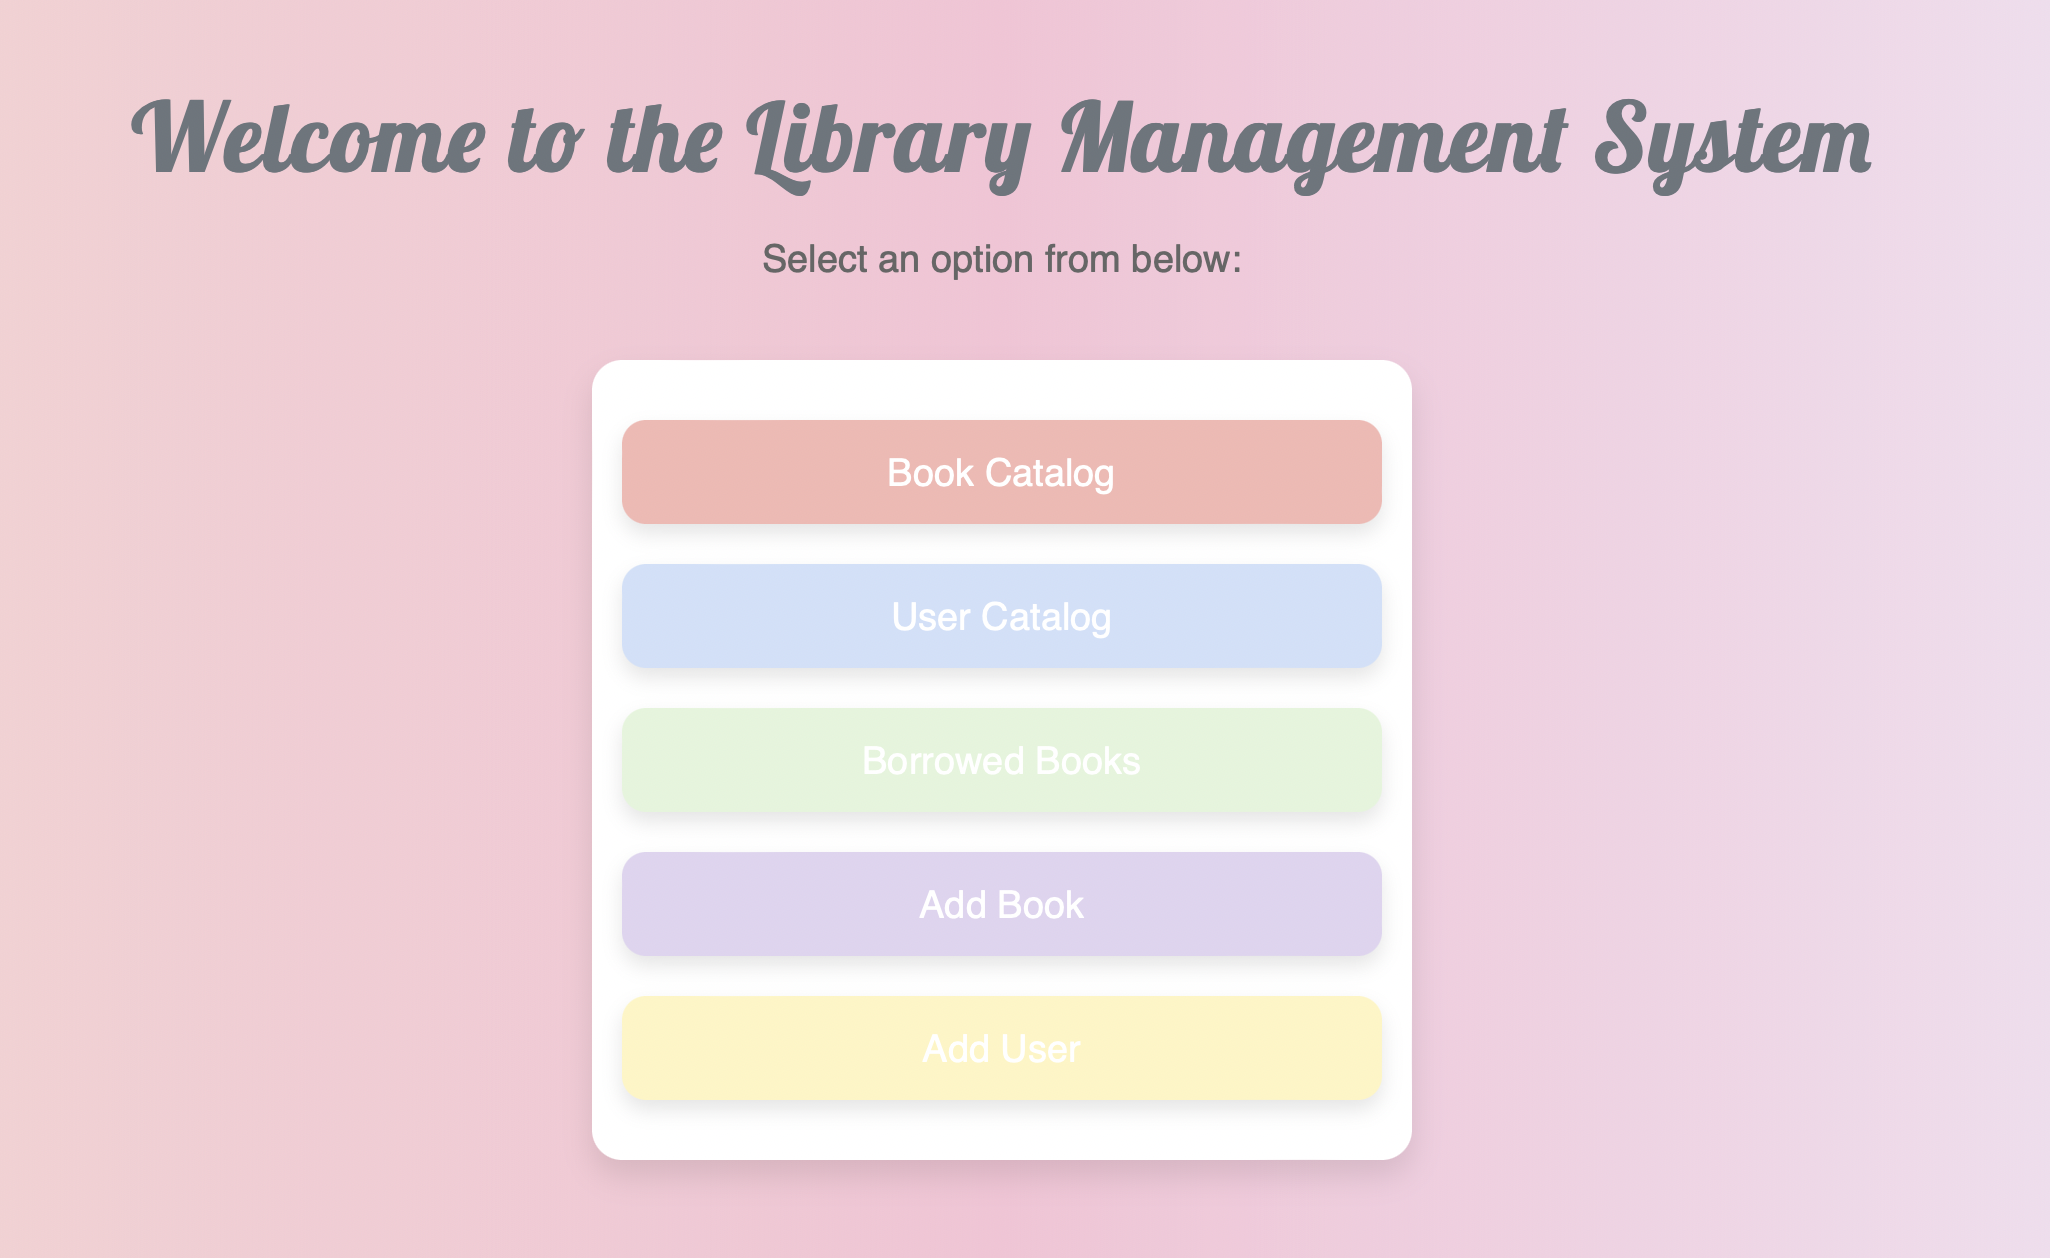 Welcome to the Library Management System
Select an option from below:
Book Catalog
User Catalog
Borrowed Books
Add Book
Add User